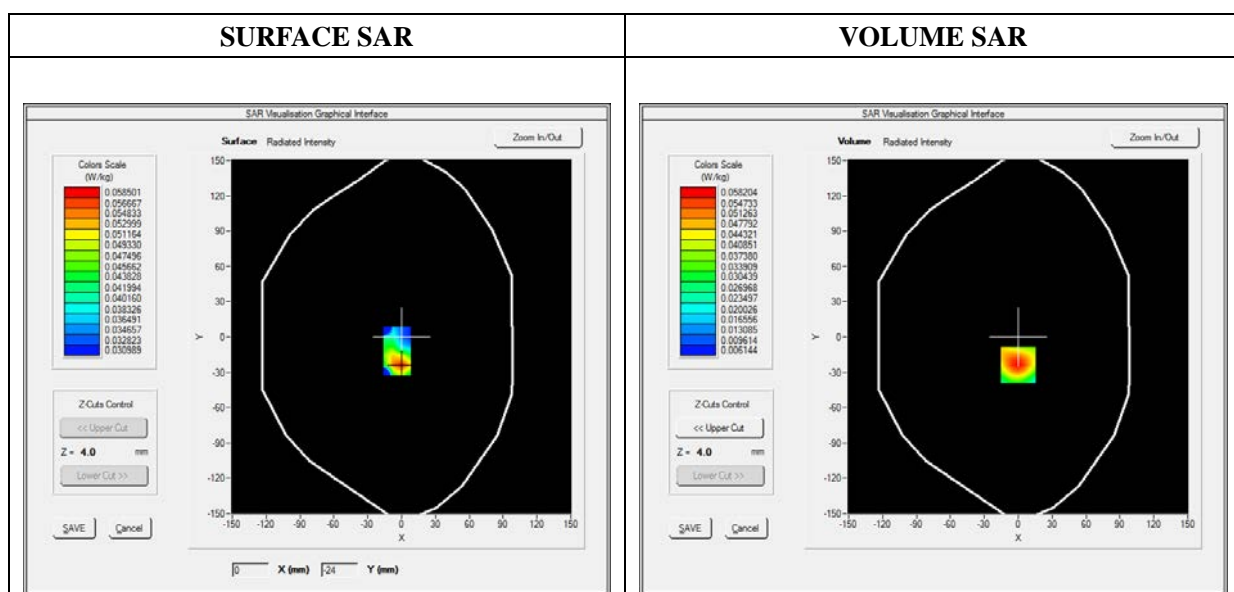 SURFACE SAR
VOLUME SAR
SAR Visualisation Graphical Interface
Surface Radiated Intensity
Zoom In/Out
Colors Scale
(W/kg)
0.058501
0.056667
0.054833
0.052999
0.051164
0.049330
0.047496
0.045662
0.043828
0.041994
0.040160
0.038326
0.036491
0.034657
0.032823
0.030989
Z-Cuts Control
<< Upper Cut
Z = 4.0 mm
Lower Cut >>
SAVE Cancel
150
120
90
60
30
0
-30
-60
-90
-120
-150
Y
-150 -120 -90 -60 -30 0 30 60 90 120 150
X
0 X (mm) -24 Y (mm)
SAR Visualisation Graphical Interface
Volume Radiated Intensity
Zoom In/Out
Colors Scale
(W/kg)
0.058204
0.054733
0.051263
0.047792
0.044321
0.040851
0.037380
0.033909
0.030439
0.026968
0.023497
0.020026
0.016556
0.013085
0.009614
0.006144
Z-Cuts Control
<< Upper Cut
Z = 4.0 mm
Lower Cut >>
SAVE Cancel
150
120
90
60
30
0
-30
-60
-90
-120
-150
Y
-150 -120 -90 -60 -30 0 30 60 90 120 150
X